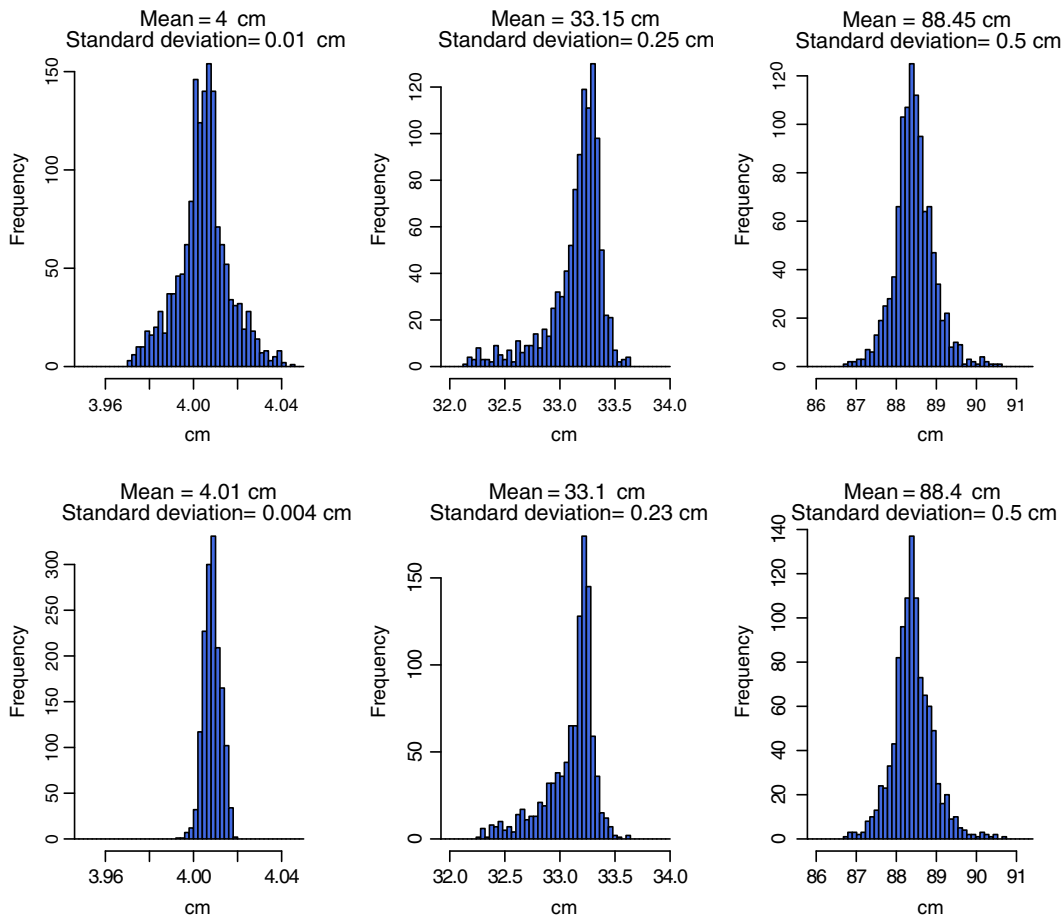 Mean = 4 cm
Standard deviation= 0.01 cm
Frequency
150
100
50
0
3.96
4.00
4.04
cm
Mean = 33.15 cm
Standard deviation= 0.25 cm
Frequency
120
100
80
60
40
20
0
32.0
32.5
33.0
33.5
34.0
cm
Mean = 88.45 cm
Standard deviation= 0.5 cm
Frequency
120
100
80
60
40
20
0
86
87
88
89
90
91
cm
Mean = 4.01 cm
Standard deviation= 0.004 cm
Frequency
300
250
200
150
100
50
0
3.96
4.00
4.04
cm
Mean = 33.1 cm
Standard deviation= 0.23 cm
Frequency
150
100
50
0
32.0
32.5
33.0
33.5
34.0
cm
Mean = 88.4 cm
Standard deviation= 0.5 cm
Frequency
140
120
100
80
60
40
20
0
86
87
88
89
90
91
cm